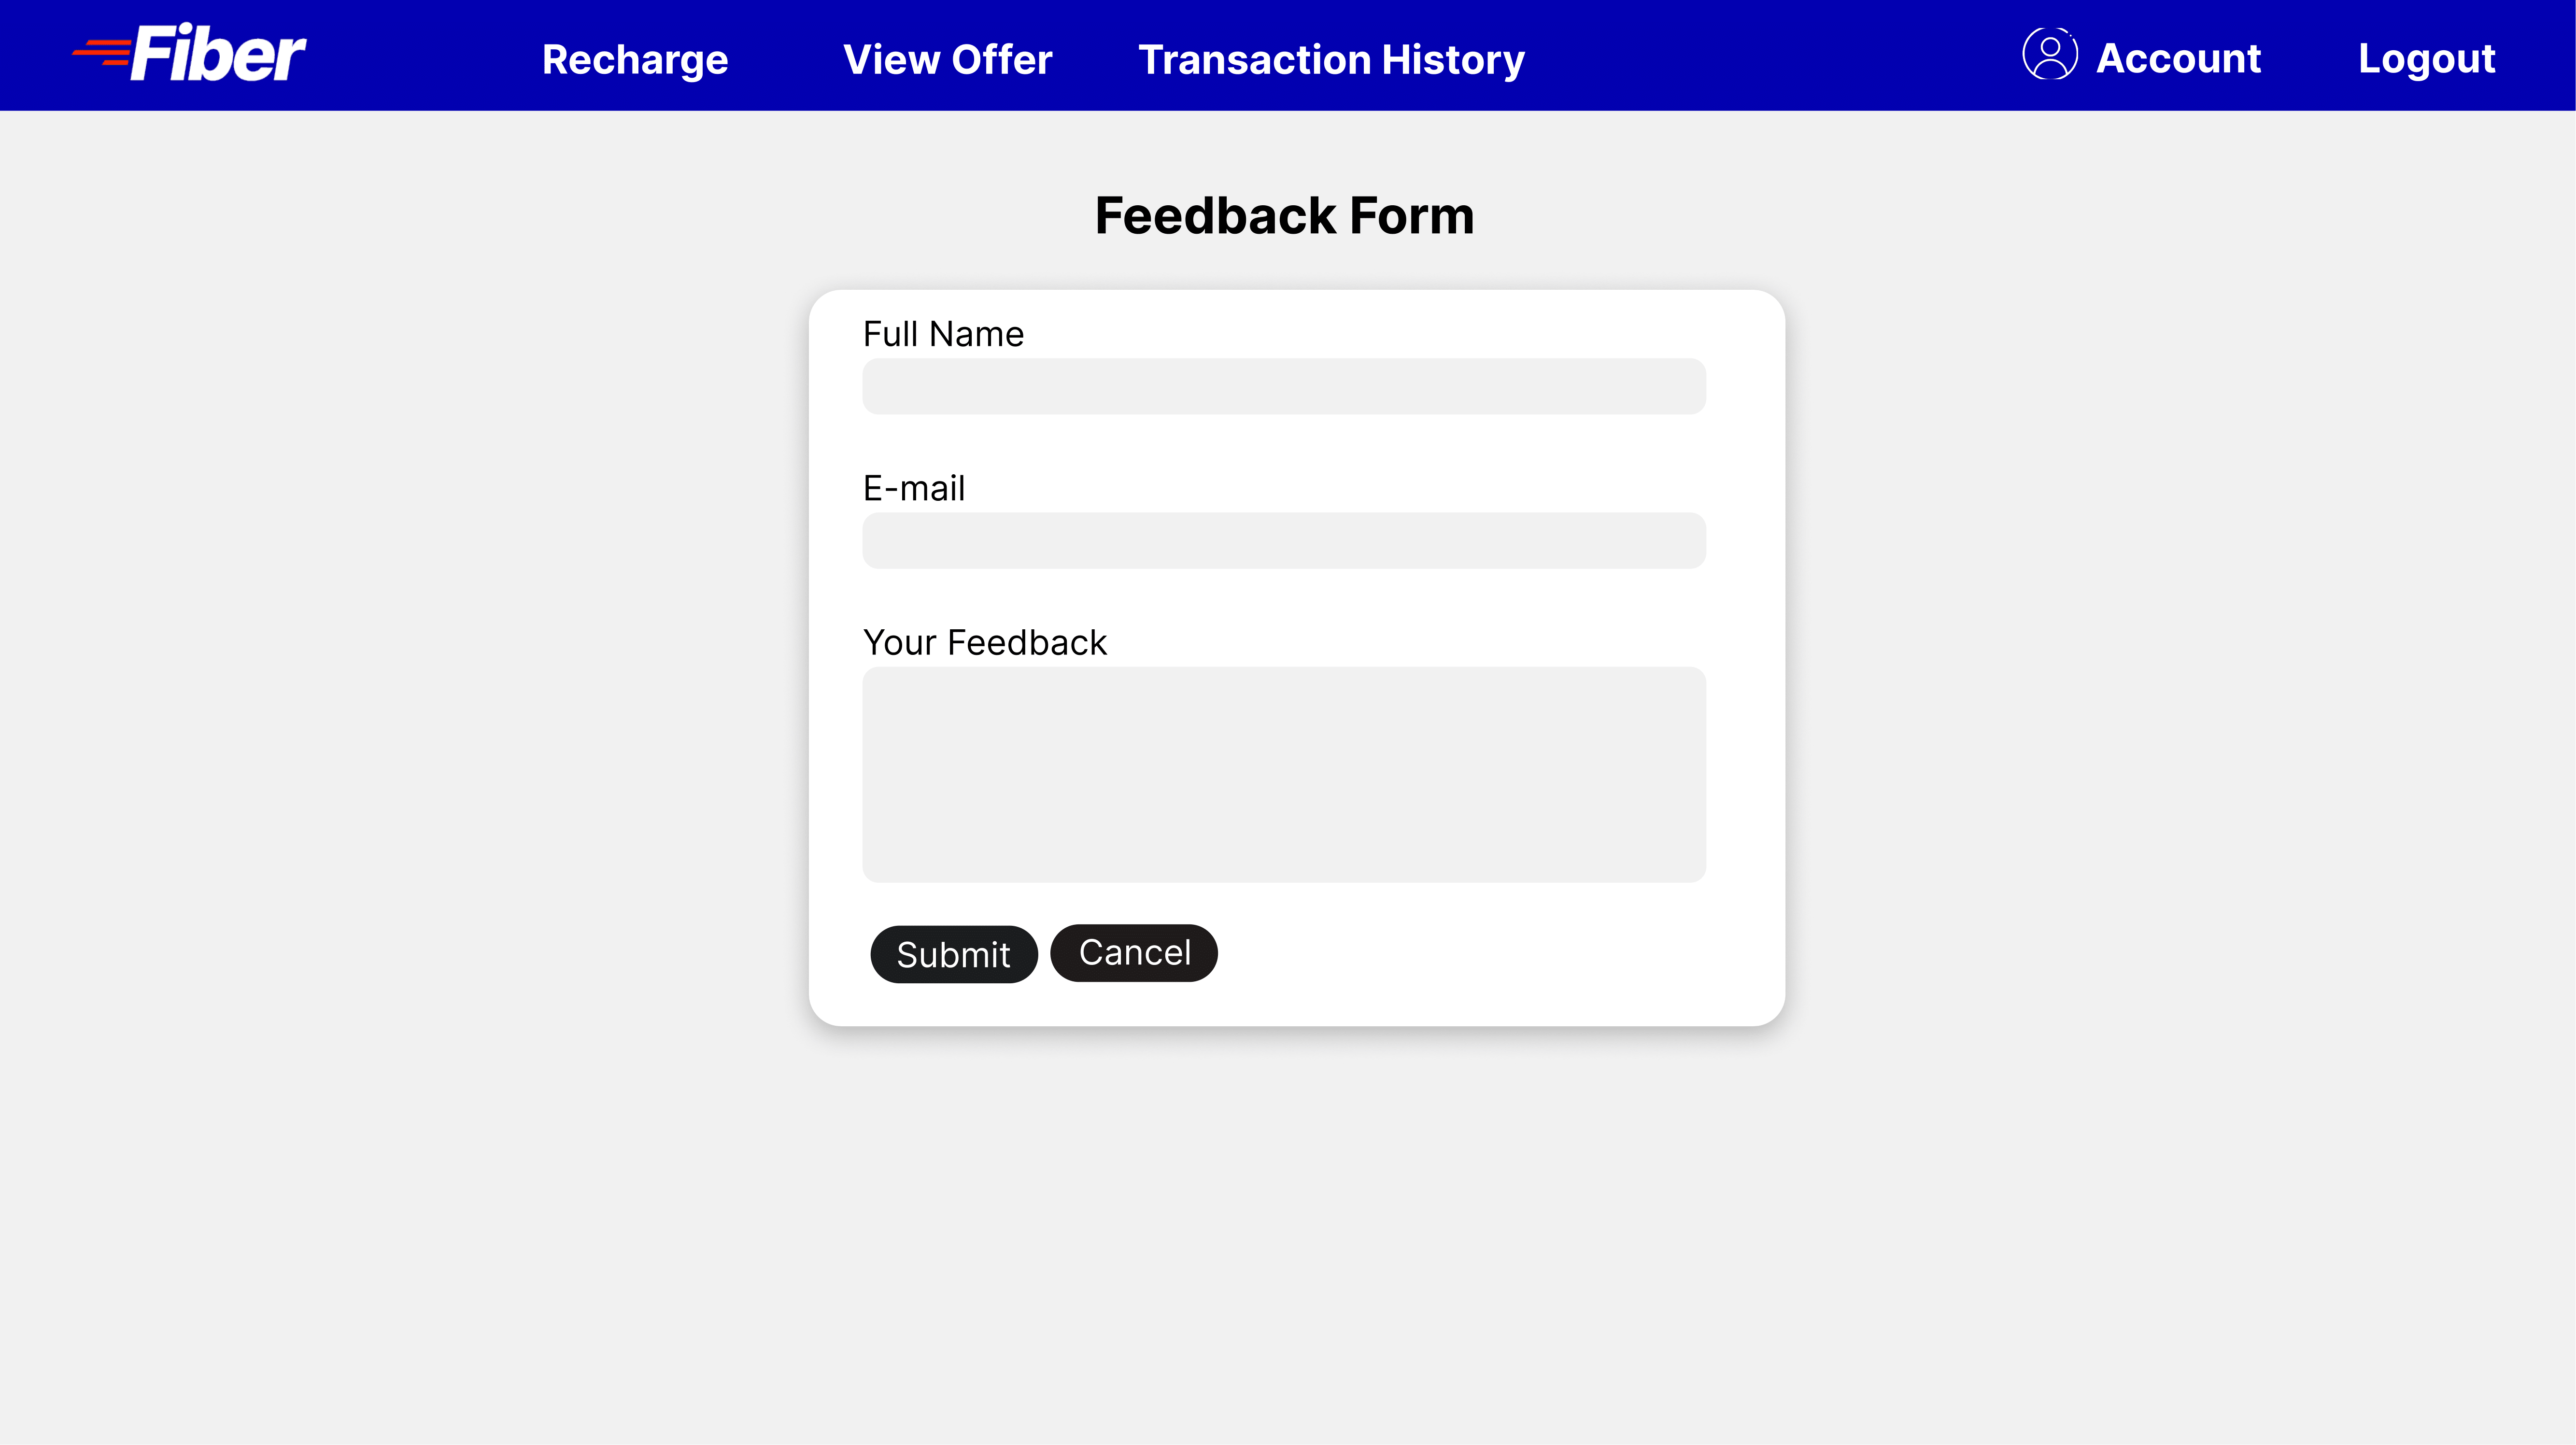 Fiber Recharge View Offer Transaction History Account Logout
Feedback Form
Full Name
E-mail
Your Feedback
Submit Cancel